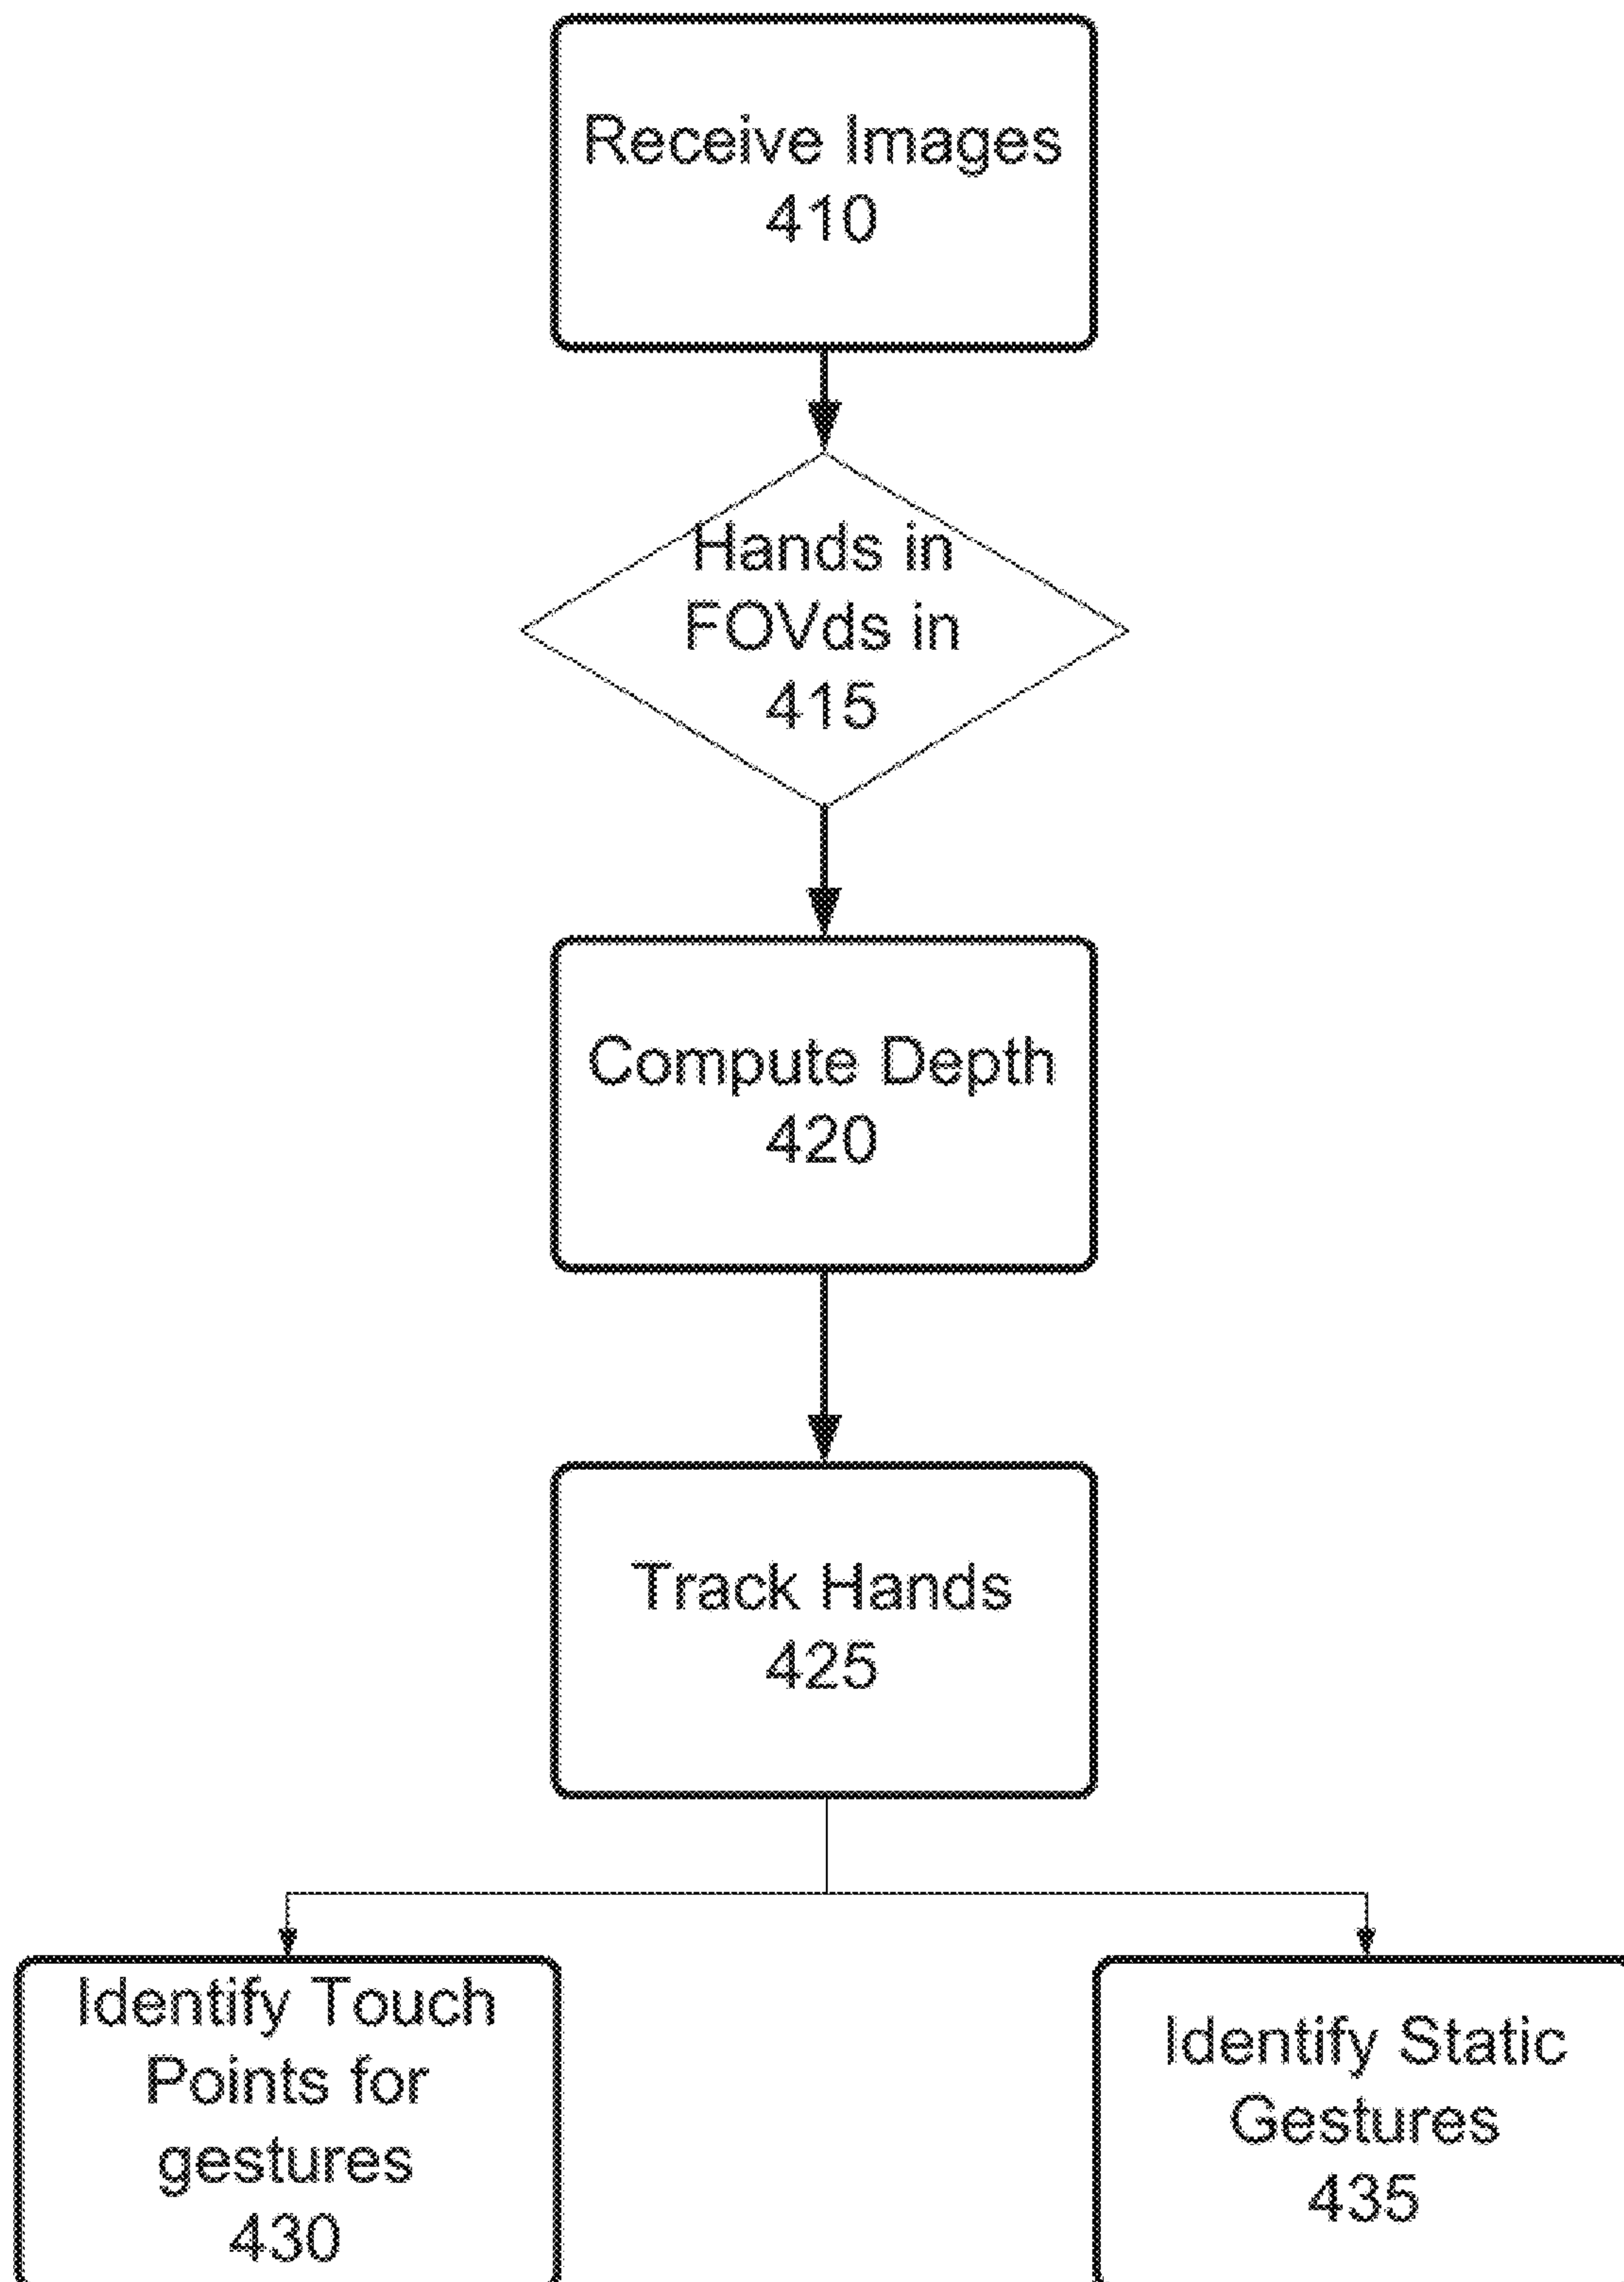 Receive Images
410
Hands in
FOVds in
415
Compute Depth
420
Track Hands
425
Identify Touch
Points for
gestures
430
Identify Static
Gestures
435